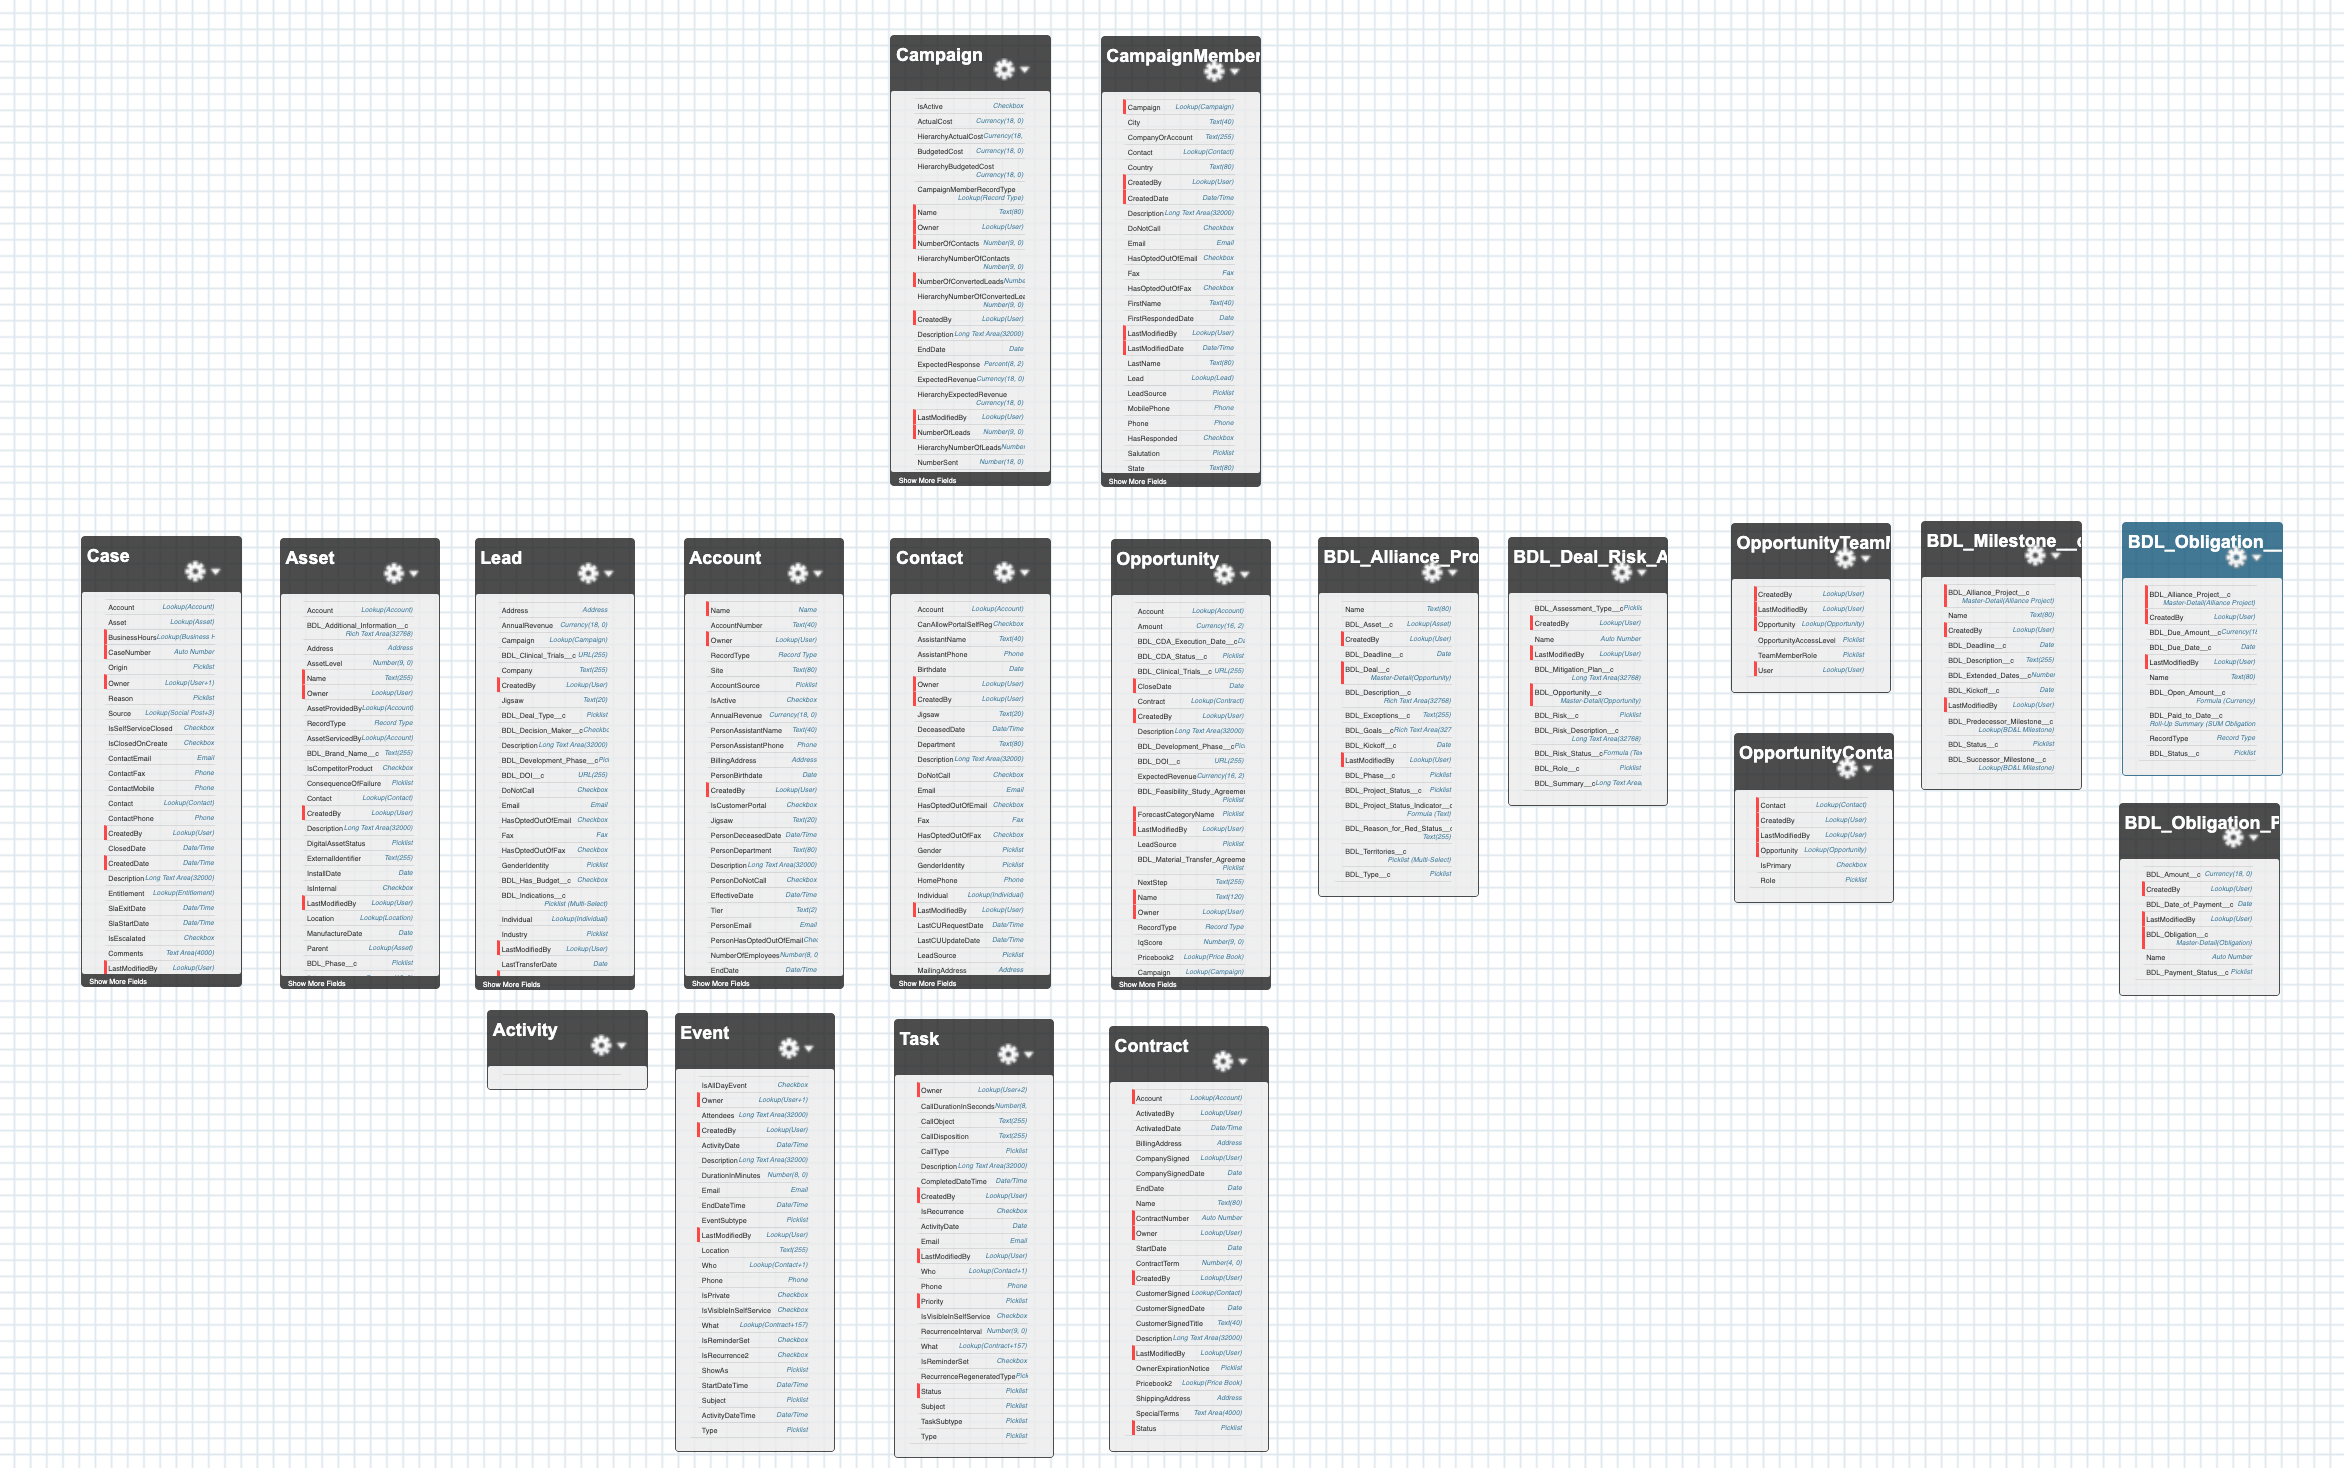 Campaign
IsActive Checkbox
ActualCost Currency(18, 0)
HierarchyActualCost Currency(18,
BudgetedCost Currency(18, 0)
HierarchyBudgetedCost
Currency(18, 0)
CampaignMemberRecordType
Lookup(Record Type)
Name Text(80)
Owner Lookup(User)
NumberOfContacts Number(9, 0)
HierarchyNumberOfContacts
Number(9, 0)
NumberOfConvertedLeads Numbe
HierarchyNumberOfConvertedLea
Number(9, 0)
CreatedBy Lookup(User)
Description Long Text Area(32000)
EndDate Date
ExpectedResponse Percent(8, 2)
ExpectedRevenue Currency(18, 0)
HierarchyExpectedRevenue
Currency(18, 0)
LastModifiedBy Lookup(User)
NumberOfLeads Number(9, 0)
HierarchyNumberOfLeads Number
NumberSent Number(18, 0)
Show More Fields
CampaignMember
Campaign Lookup(Campaign)
City Text(40)
CompanyOrAccount Text(255)
Contact Lookup(Contact)
Country Text(80)
CreatedBy Lookup(User)
CreatedDate Date/Time
Description Long Text Area(32000)
DoNotCall Checkbox
Email Email
HasOptedOutOfEmail Checkbox
Fax Fax
HasOptedOutOfFax Checkbox
FirstName Text(40)
FirstRespondedDate Date
LastModifiedBy Lookup(User)
LastModifiedDate Date/Time
LastName Text(80)
Lead Lookup(Lead)
LeadSource Picklist
MobilePhone Phone
Phone Phone
HasResponded Checkbox
Salutation Picklist
State Text(80)
Show More Fields
Case
Account Lookup(Account)
Asset Lookup(Asset)
BusinessHours Lookup(Business H
CaseNumber Auto Number
Origin Picklist
Owner Lookup(User+1)
Reason Picklist
Source Lookup(Social Post+3)
IsSelfServiceClosed Checkbox
IsClosedOnCreate Checkbox
ContactEmail Email
ContactFax Phone
ContactMobile Phone
Contact Lookup(Contact)
ContactPhone Phone
CreatedBy Lookup(User)
ClosedDate Date/Time
CreatedDate Date/Time
Description Long Text Area(32000)
Entitlement Lookup(Entitlement)
SlaExitDate Date/Time
SlaStartDate Date/Time
IsEscalated Checkbox
Comments Text Area(4000)
LastModifiedBy Lookup(User)
Show More Fields
Asset
Account Lookup(Account)
BDL_Additional_Information__c
Rich Text Area(32768)
Address Address
AssetLevel Number(9, 0)
Name Text(255)
Owner Lookup(User)
AssetProvidedBy Lookup(Account)
RecordType Record Type
AssetServicedBy Lookup(Account)
BDL_Brand_Name__c Text(255)
IsCompetitorProduct Checkbox
ConsequenceOfFailure Picklist
Contact Lookup(Contact)
CreatedBy Lookup(User)
Description Long Text Area(32000)
DigitalAssetStatus Picklist
ExternalIdentifier Text(255)
InstallDate Date
IsInternal Checkbox
LastModifiedBy Lookup(User)
Location Lookup(Location)
ManufactureDate Date
Parent Lookup(Asset)
BDL_Phase__c Picklist
Show More Fields
Lead
Address Address
AnnualRevenue Currency(18, 0)
Campaign Lookup(Campaign)
BDL_Clinical_Trials__c URL(255)
Company Text(255)
CreatedBy Lookup(User)
Jigsaw Text(20)
BDL_Deal_Type__c Picklist
BDL_Decision_Maker__c Checkbc
Description Long Text Area(32000)
BDL_Development_Phase__c Picl
BDL_DOI__c URL(255)
DoNotCall Checkbox
Email Email
HasOptedOutOfEmail Checkbox
Fax Fax
HasOptedOutOfFax Checkbox
GenderIdentity Picklist
BDL_Has_Budget__c Checkbox
BDL_Indications__c
Picklist (Multi-Select)
Individual Lookup(Individual)
Industry Picklist
LastModifiedBy Lookup(User)
LastTransferDate Date
Show More Fields
Account
Name Name
AccountNumber Text(40)
Owner Lookup(User)
RecordType Record Type
Site Text(80)
AccountSource Picklist
IsActive Checkbox
AnnualRevenue Currency(18, 0)
PersonAssistantName Text(40)
PersonAssistantPhone Phone
BillingAddress Address
PersonBirthdate Date
CreatedBy Lookup(User)
IsCustomerPortal Checkbox
Jigsaw Text(20)
PersonDeceasedDate Date/Time
PersonDepartment Text(80)
Description Long Text Area(32000)
PersonDoNotCall Checkbox
EffectiveDate Date/Time
Tier Text(2)
PersonEmail Email
PersonHasOptedOutOfEmail Chec
NumberOfEmployees Number(8, 0
EndDate Date/Time
Show More Fields
Contact
Account Lookup(Account)
CanAllowPortalSelfReg Checkbox
AssistantName Text(40)
AssistantPhone Phone
Birthdate Date
Owner Lookup(User)
CreatedBy Lookup(User)
Jigsaw Text(20)
DeceasedDate Date/Time
Department Text(80)
Description Long Text Area(32000)
DoNotCall Checkbox
Email Email
HasOptedOutOfEmail Checkbox
Fax Fax
HasOptedOutOfFax Checkbox
Gender Picklist
GenderIdentity Picklist
HomePhone Phone
Individual Lookup(Individual)
LastModifiedBy Lookup(User)
LastCURequestDate Date/Time
LastCUUpdateDate Date/Time
LeadSource Picklist
MailingAddress Address
Show More Fields
Opportunity
Account Lookup(Account)
Amount Currency(16, 2)
BDL_CDA_Execution_Date__c Da
BDL_CDA_Status__c Picklist
BDL_Clinical_Trials__c URL(255)
CloseDate Date
Contract Lookup(Contract)
CreatedBy Lookup(User)
Description Long Text Area(32000)
BDL_Development_Phase__c Pic
BDL_DOI__c URL(255)
ExpectedRevenue Currency(16, 2)
BDL_Feasibility_Study_Agreemen
Picklist
ForecastCategoryName Picklist
LastModifiedBy Lookup(User)
LeadSource Picklist
BDL_Material_Transfer_Agreeme
Picklist
NextStep Text(255)
Name Text(120)
Owner Lookup(User)
RecordType Record Type
IqScore Number(9, 0)
Pricebook2 Lookup(Price Book)
Campaign Lookup(Campaign)
Show More Fields
BDL_Alliance_Pro
Name Text(80)
BDL_Asset__c Lookup(Asset)
CreatedBy Lookup(User)
BDL_Deadline__c Date
BDL_Deal__c
Master-Detail(Opportunity)
BDL_Description__c
Rich Text Area(32768)
BDL_Exceptions__c Text(255)
BDL_Goals__c Rich Text Area(327
BDL_Kickoff__c Date
LastModifiedBy Lookup(User)
BDL_Phase__c Picklist
BDL_Project_Status__c Picklist
BDL_Project_Status_Indicator__c
Formula (Text)
BDL_Reason_for_Red_Status__c
Text(255)
BDL_Territories__c
Picklist (Multi-Select)
BDL_Type__c Picklist
BDL_Deal_Risk_A
BDL_Assessment_Type__c Picklis
CreatedBy Lookup(User)
Name Auto Number
LastModifiedBy Lookup(User)
BDL_Mitigation_Plan__c
Long Text Area(32768)
BDL_Opportunity__c
Master-Detail(Opportunity)
BDL_Risk__c Picklist
BDL_Risk_Description__c
Long Text Area(32768)
BDL_Risk_Status__c Formula (Tex
BDL_Role__c Picklist
BDL_Summary__c Long Text Area
OpportunityTeamM
CreatedBy Lookup(User)
LastModifiedBy Lookup(User)
Opportunity Lookup(Opportunity)
OpportunityAccessLevel Picklist
TeamMemberRole Picklist
User Lookup(User)
OpportunityConta
Contact Lookup(Contact)
CreatedBy Lookup(User)
LastModifiedBy Lookup(User)
Opportunity Lookup(Opportunity)
IsPrimary Checkbox
Role Picklist
BDL_Milestone__c
BDL_Alliance_Project__c
Master-Detail(Alliance Project)
Name Text(80)
CreatedBy Lookup(User)
BDL_Deadline__c Date
BDL_Description__c Text(255)
BDL_Extended_Dates__c Number
BDL_Kickoff__c Date
LastModifiedBy Lookup(User)
BDL_Predecessor_Milestone__c
Lookup(BD&L Milestone)
BDL_Status__c Picklist
BDL_Successor_Milestone__c
Lookup(BD&L Milestone)
BDL_Obligation__
BDL_Alliance_Project__c
Master-Detail(Alliance Project)
CreatedBy Lookup(User)
BDL_Due_Amount__c Currency(18
BDL_Due_Date__c Date
LastModifiedBy Lookup(User)
Name Text(80)
BDL_Open_Amount__c
Formula (Currency)
BDL_Paid_to_Date__c
Roll-Up Summary (SUM Obligation
RecordType Record Type
BDL_Status__c Picklist
BDL_Obligation_P
BDL_Amount__c Currency(18, 0)
CreatedBy Lookup(User)
BDL_Date_of_Payment__c Date
LastModifiedBy Lookup(User)
BDL_Obligation__c
Master-Detail(Obligation)
Name Auto Number
BDL_Payment_Status__c Picklist
Activity
Event
IsAllDayEvent Checkbox
Owner Lookup(User+1)
Attendees Long Text Area(32000)
CreatedBy Lookup(User)
ActivityDate Date/Time
Description Long Text Area(32000)
DurationInMinutes Number(8, 0)
Email Email
EndDateTime Date/Time
EventSubtype Picklist
LastModifiedBy Lookup(User)
Location Text(255)
Who Lookup(Contact+1)
Phone Phone
IsPrivate Checkbox
IsVisibleInSelfService Checkbox
What Lookup(Contract+157)
IsReminderSet Checkbox
IsRecurrence2 Checkbox
ShowAs Picklist
StartDateTime Date/Time
Subject Picklist
ActivityDateTime Date/Time
Type Picklist
Task
Owner Lookup(User+2)
CallDurationInSeconds Number(8,
CallObject Text(255)
CallDisposition Text(255)
CallType Picklist
Description Long Text Area(32000)
CompletedDateTime Date/Time
CreatedBy Lookup(User)
IsRecurrence Checkbox
ActivityDate Date
Email Email
LastModifiedBy Lookup(User)
Who Lookup(Contact+1)
Phone Phone
Priority Picklist
IsVisibleInSelfService Checkbox
RecurrenceInterval Number(9, 0)
What Lookup(Contract+157)
IsReminderSet Checkbox
RecurrenceRegeneratedType Pick
Status Picklist
Subject Picklist
TaskSubtype Picklist
Type Picklist
Contract
Account Lookup(Account)
ActivatedBy Lookup(User)
ActivatedDate Date/Time
BillingAddress Address
CompanySigned Lookup(User)
CompanySignedDate Date
EndDate Date
Name Text(80)
ContractNumber Auto Number
Owner Lookup(User)
StartDate Date
ContractTerm Number(4, 0)
CreatedBy Lookup(User)
CustomerSigned Lookup(Contact)
CustomerSignedDate Date
CustomerSignedTitle Text(40)
Description Long Text Area(32000)
LastModifiedBy Lookup(User)
OwnerExpirationNotice Picklist
Pricebook2 Lookup(Price Book)
ShippingAddress Address
SpecialTerms Text Area(4000)
Status Picklist